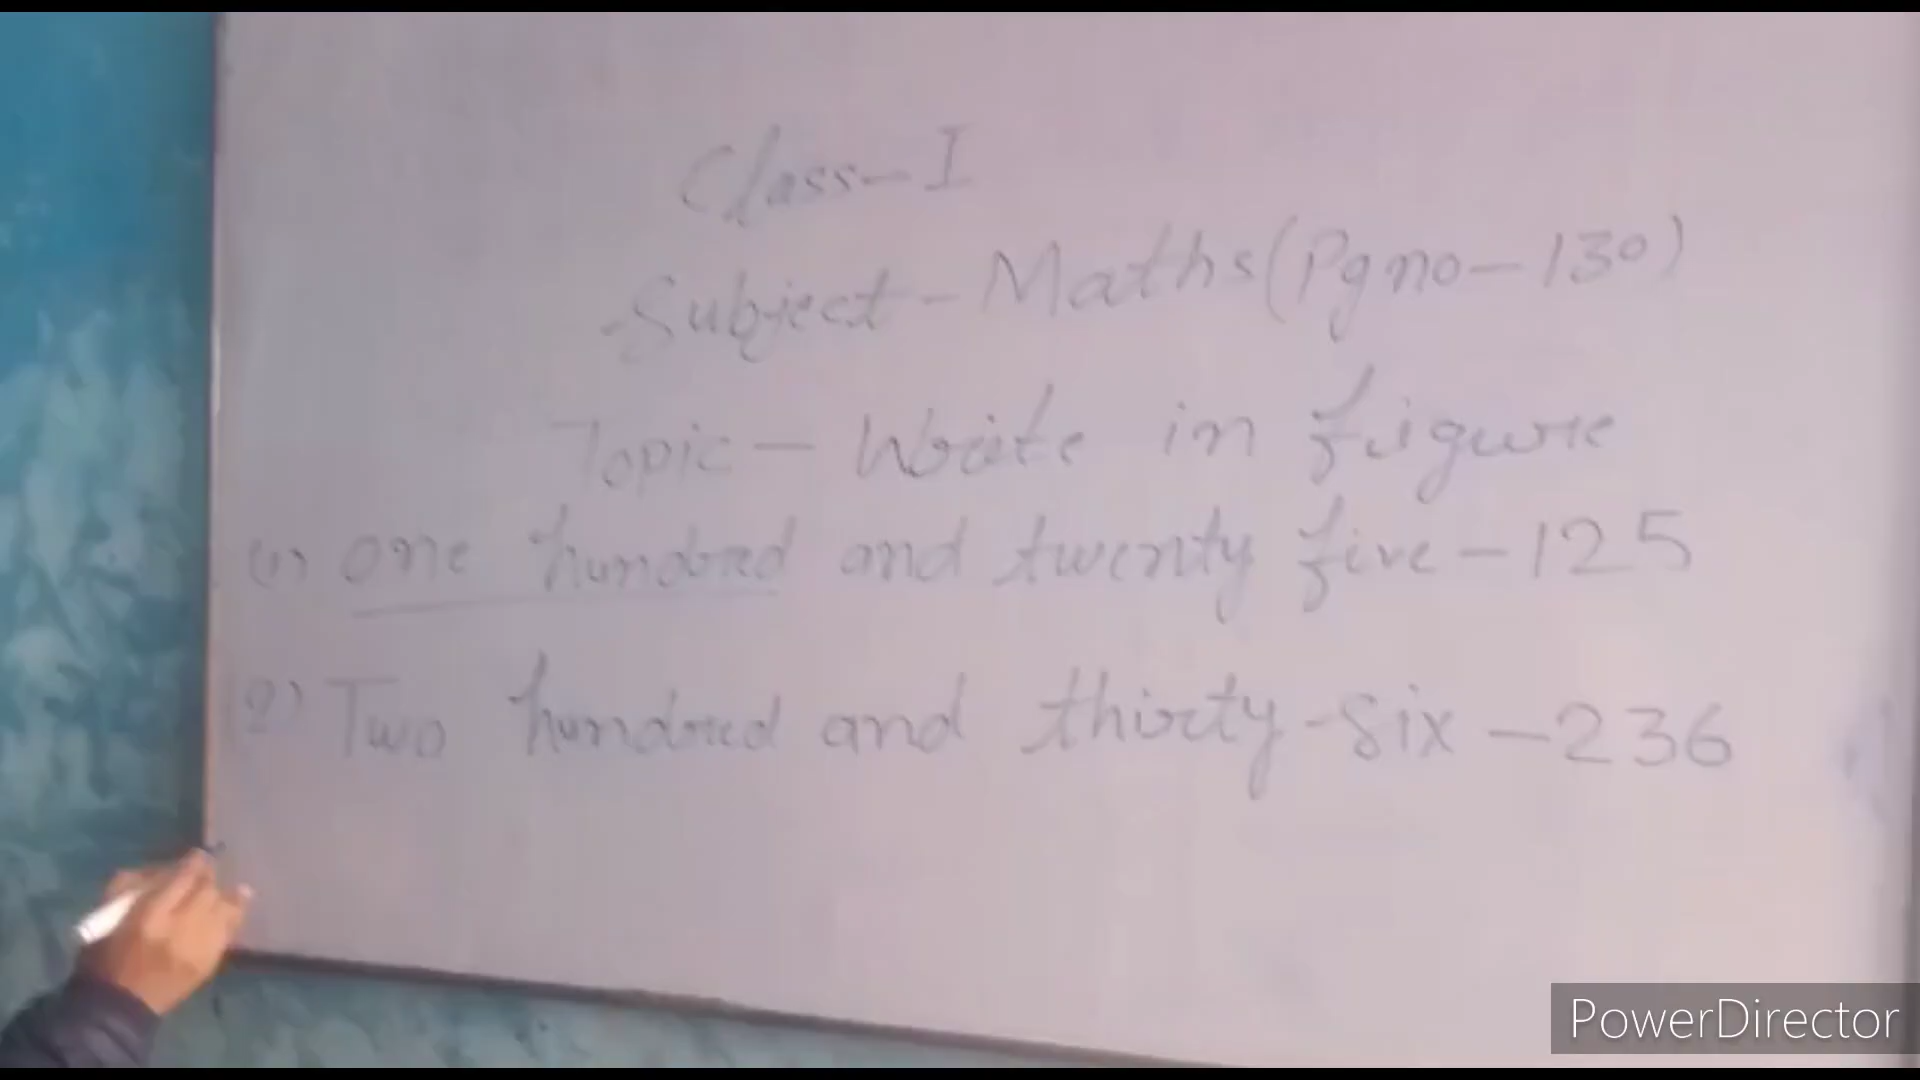 Class-I
Subject-Maths(Pg no-130)
Topic- Write in figure
(1) One hundred and twenty five-125
(2) Two hundred and thirty-six-236
PowerDirector